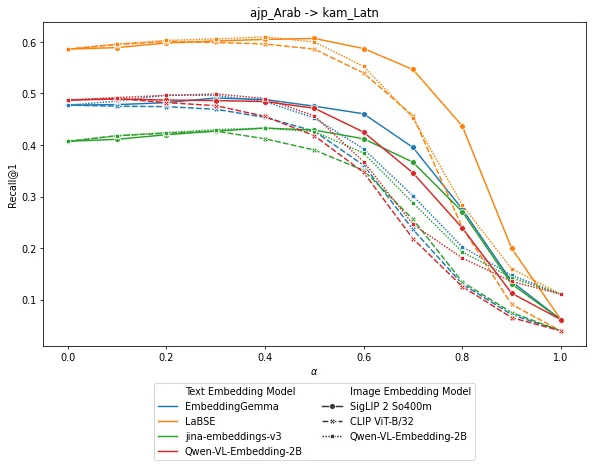 ajp_Arab -> kam_Latn
Recall@1
0.6
0.5
0.4
0.3
0.2
0.1
0.0
0.2
0.4
0.6
0.8
1.0
α
Text Embedding Model
EmbeddingGemma
LaBSE
jina-embeddings-v3
Qwen-VL-Embedding-2B
Image Embedding Model
SigLIP 2 So400m
CLIP ViT-B/32
Qwen-VL-Embedding-2B